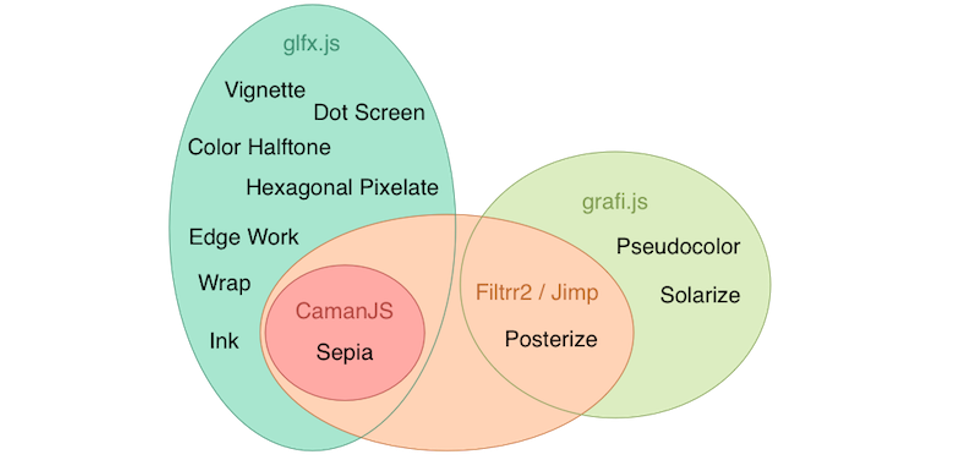 glfx.js
Vignette
Dot Screen
Color Halftone
Hexagonal Pixelate
Edge Work
Wrap
Ink
CamanJS
Sepia
Filtrr2 / Jimp
Posterize
grafi.js
Pseudocolor
Solarize